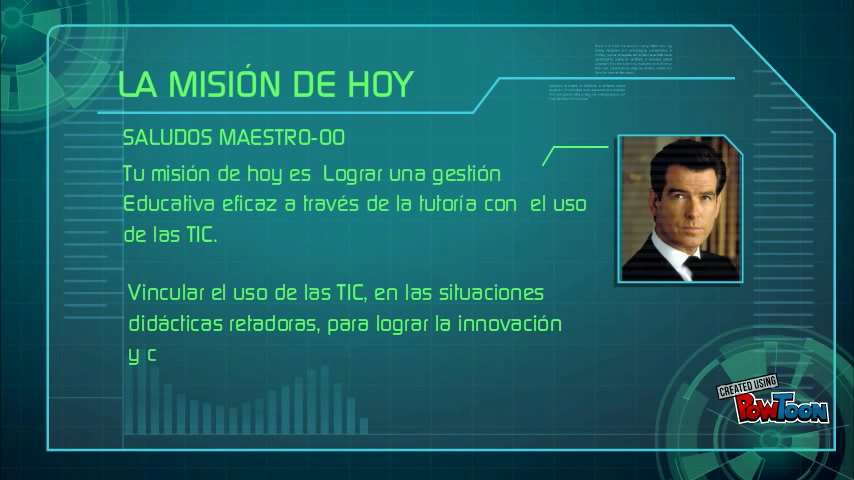 LA MISIÓN DE HOY
SALUDOS MAESTRO-00
Tu misión de hoy es Lograr una gestión
Educativa eficaz a través de la tutoría con el uso
de las TIC.
Vincular el uso de las TIC, en las situaciones
didácticas retadoras, para lograr la innovación
y c
CREATED USING
POWTOON